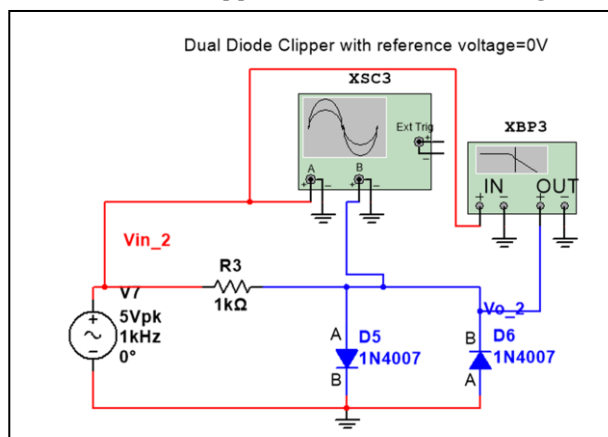 Dual Diode Clipper with reference voltage=0V
XSC3
Ext Trig
+
−
A
B
+ −
+ −
XBP3
IN OUT
+ − + −
Vin_2
V7
5Vpk
1kHz
0°
+
−
R3
1kΩ
Vo_2
A
D5
1N4007
B
B
D6
1N4007
A